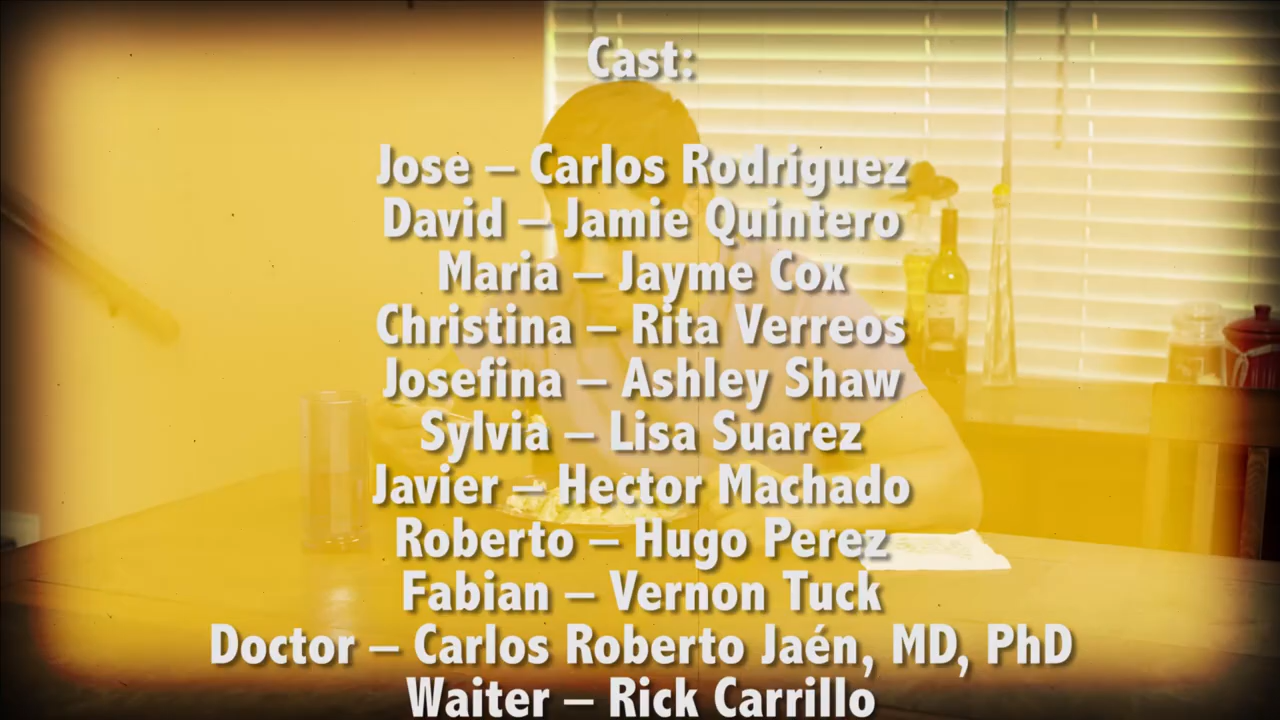 Cast:
Jose – Carlos Rodriguez
David – Jamie Quintero
Maria – Jayme Cox
Christina – Rita Verreos
Josefina – Ashley Shaw
Sylvia – Lisa Suarez
Javier – Hector Machado
Roberto – Hugo Perez
Fabian – Vernon Tuck
Doctor – Carlos Roberto Jaén, MD, PhD
Waiter – Rick Carrillo